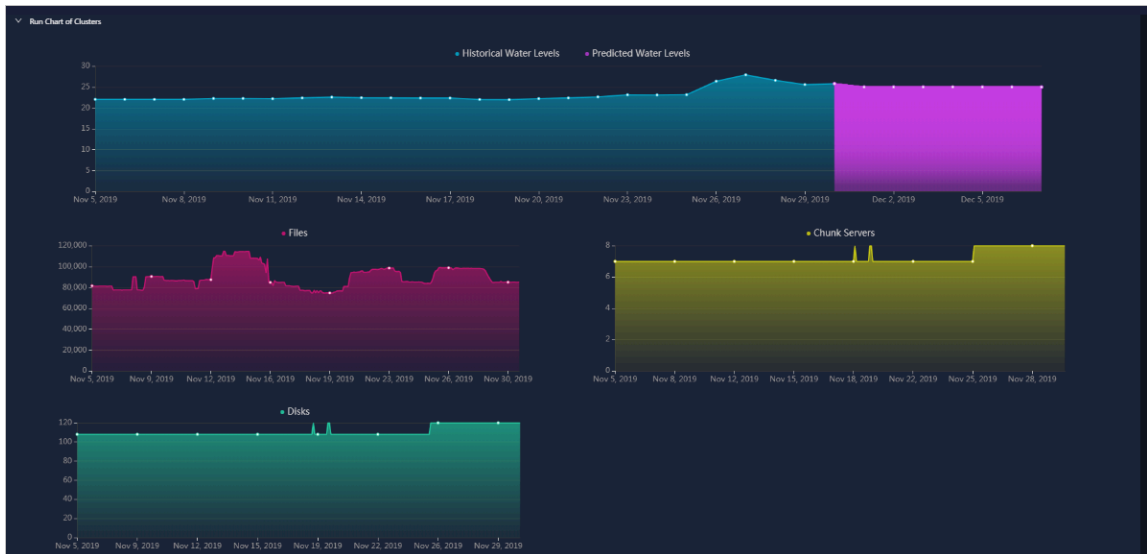 Run Chart of Clusters
Historical Water Levels Predicted Water Levels
30
25
20
15
10
5
0
Nov 5, 2019 Nov 8, 2019 Nov 11, 2019 Nov 14, 2019 Nov 17, 2019 Nov 20, 2019 Nov 23, 2019 Nov 26, 2019 Nov 29, 2019 Dec 2, 2019 Dec 5, 2019
Files
120,000
100,000
80,000
60,000
40,000
20,000
0
Nov 5, 2019 Nov 9, 2019 Nov 12, 2019 Nov 16, 2019 Nov 19, 2019 Nov 23, 2019 Nov 26, 2019 Nov 30, 2019
Chunk Servers
8
6
4
2
0
Nov 5, 2019 Nov 8, 2019 Nov 12, 2019 Nov 15, 2019 Nov 18, 2019 Nov 22, 2019 Nov 25, 2019 Nov 28, 2019
Disks
120
100
80
60
40
20
0
Nov 5, 2019 Nov 9, 2019 Nov 12, 2019 Nov 15, 2019 Nov 19, 2019 Nov 22, 2019 Nov 26, 2019 Nov 29, 2019